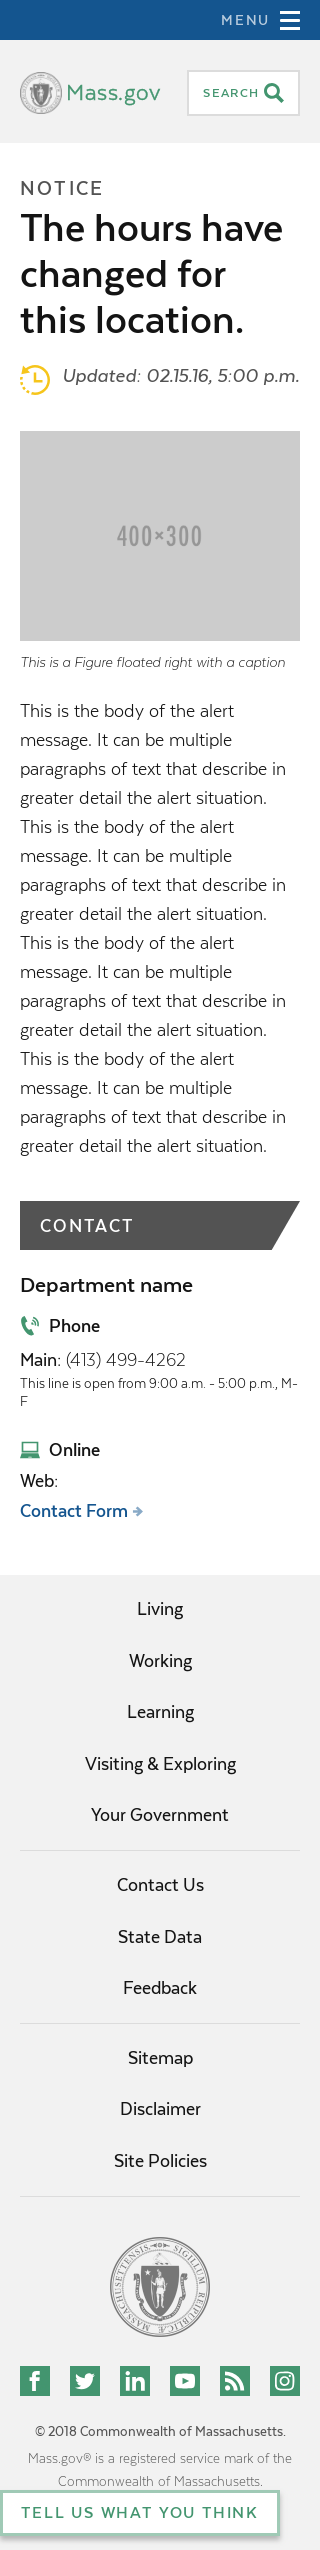 MENU
Mass.gov
SEARCH
NOTICE
The hours have
changed for
this location.
Updated: 02.15.16, 5:00 p.m.
400×300
This is a Figure floated right with a caption
This is the body of the alert
message. It can be multiple
paragraphs of text that describe in
greater detail the alert situation.
This is the body of the alert
message. It can be multiple
paragraphs of text that describe in
greater detail the alert situation.
This is the body of the alert
message. It can be multiple
paragraphs of text that describe in
greater detail the alert situation.
This is the body of the alert
message. It can be multiple
paragraphs of text that describe in
greater detail the alert situation.
CONTACT
Department name
Phone
Main: (413) 499-4262
This line is open from 9:00 a.m. - 5:00 p.m., M-
F
Online
Web:
Contact Form
Living
Working
Learning
Visiting & Exploring
Your Government
Contact Us
State Data
Feedback
Sitemap
Disclaimer
Site Policies
© 2018 Commonwealth of Massachusetts.
Mass.gov® is a registered service mark of the
Commonwealth of Massachusetts.
TELL US WHAT YOU THINK